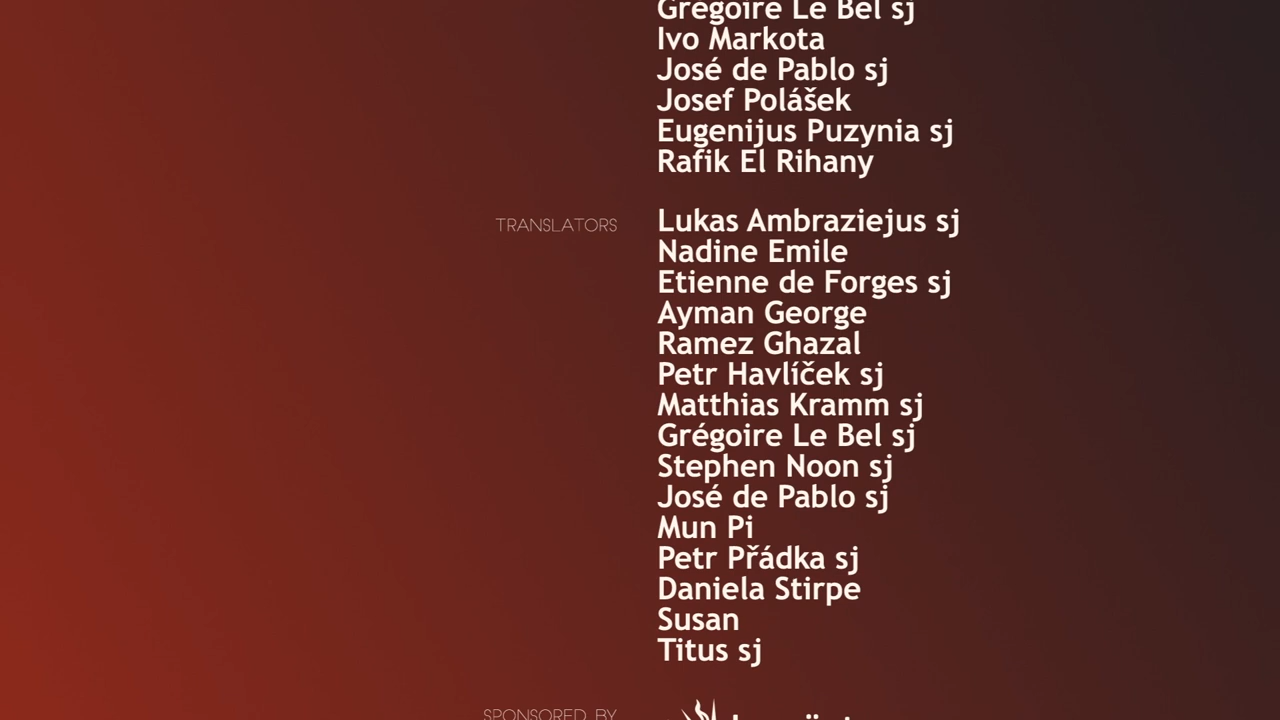 Grégoire Le Bel sj
Ivo Markota
José de Pablo sj
Josef Polášek
Eugenijus Puzynia sj
Rafik El Rihany
TRANSLATORS Lukas Ambraziejus sj
Nadine Emile
Etienne de Forges sj
Ayman George
Ramez Ghazal
Petr Havlíček sj
Matthias Kramm sj
Grégoire Le Bel sj
Stephen Noon sj
José de Pablo sj
Mun Pi
Petr Přádka sj
Daniela Stirpe
Susan
Titus sj
SPONSORED BY